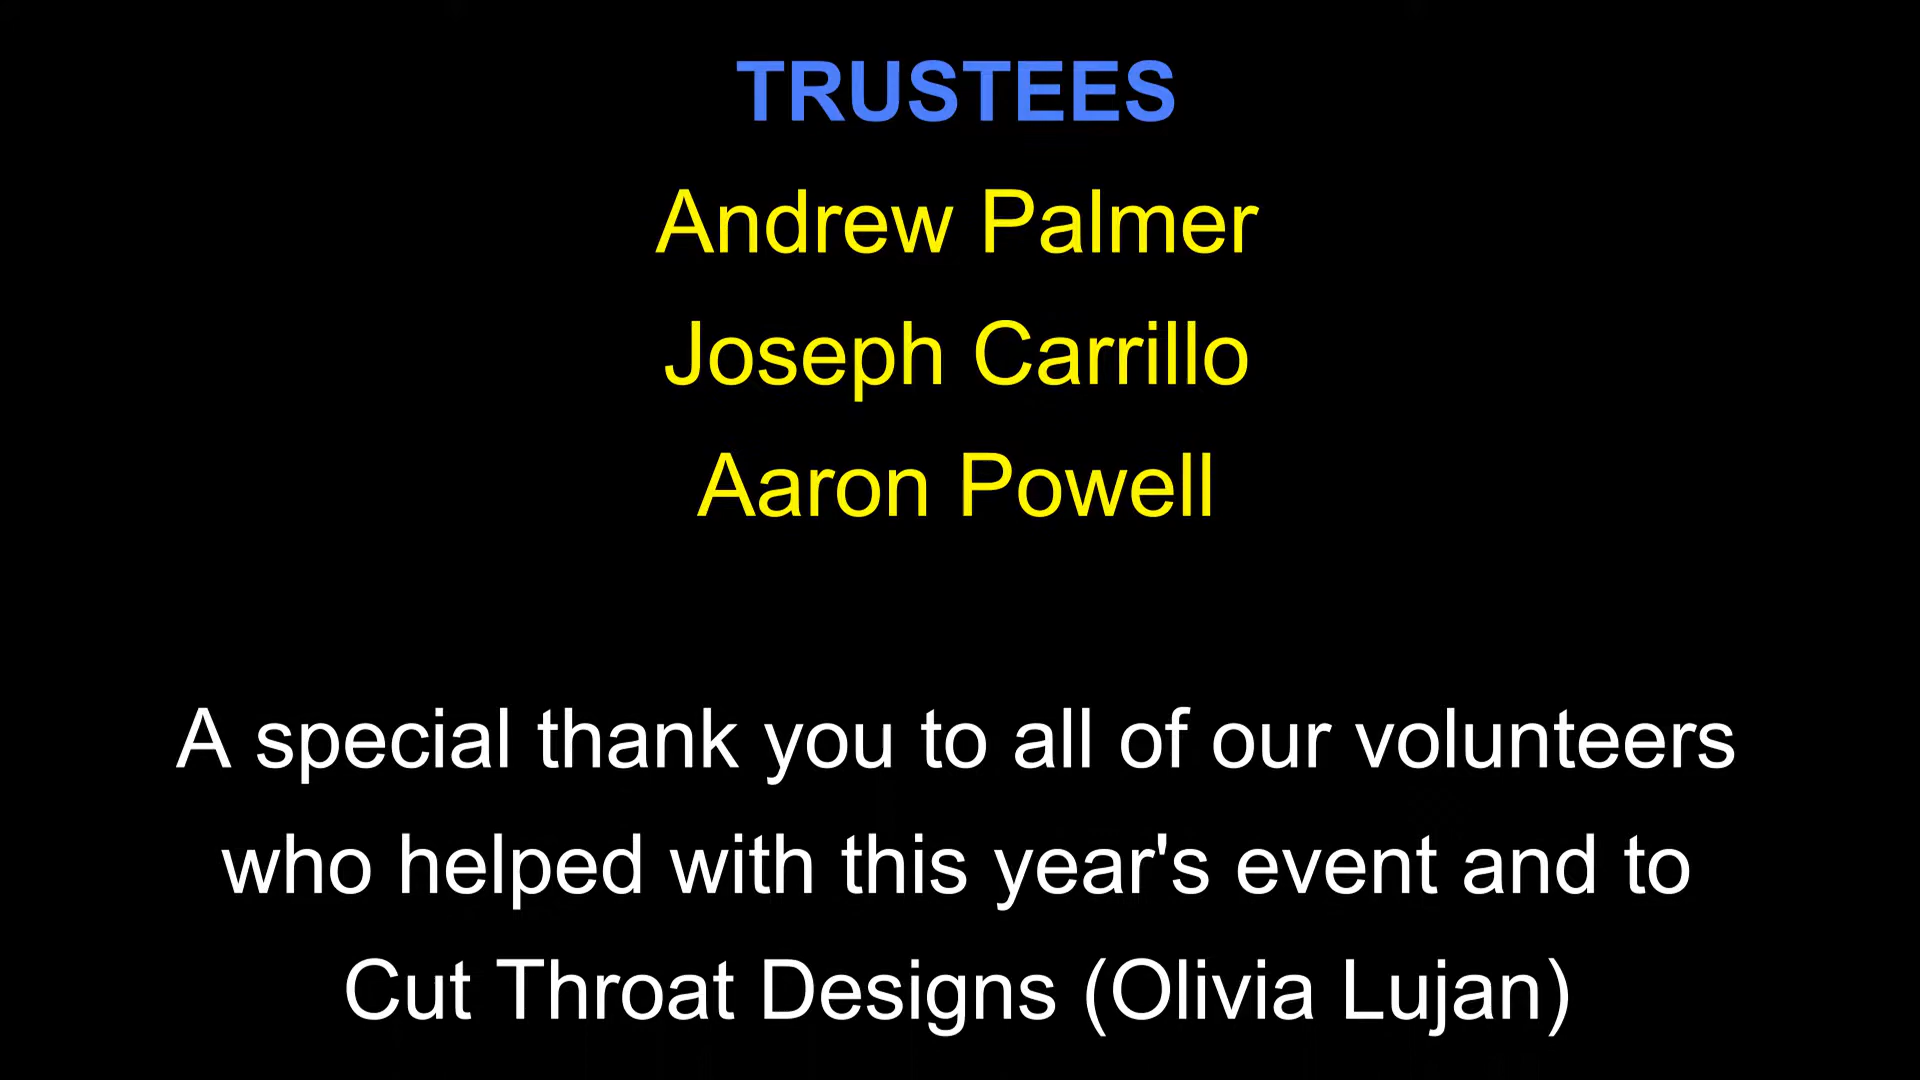 TRUSTEES
Andrew Palmer
Joseph Carrillo
Aaron Powell
A special thank you to all of our volunteers
who helped with this year's event and to
Cut Throat Designs (Olivia Lujan)